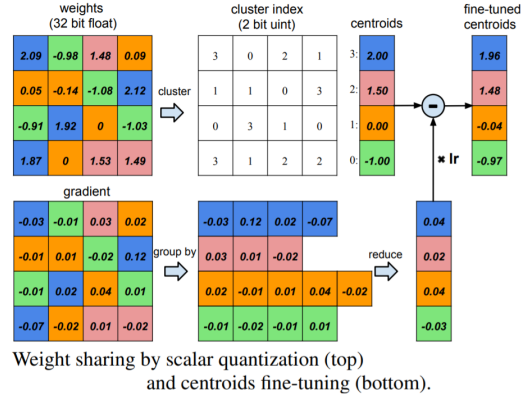 weights
(32 bit float)
cluster index
(2 bit uint)
centroids
fine-tuned
centroids
2.09 -0.98 1.48 0.09
0.05 -0.14 -1.08 2.12
-0.91 1.92 0 -1.03
1.87 0 1.53 1.49
cluster
3 0 2 1
1 1 0 3
0 3 1 0
3 1 2 2
3: 2.00
2: 1.50
1: 0.00
0: -1.00
-
× lr
1.96
1.48
-0.04
-0.97
gradient
-0.03 -0.01 0.03 0.02
-0.01 0.01 -0.02 0.12
-0.01 0.02 0.04 0.01
-0.07 -0.02 0.01 -0.02
group by
-0.03 0.12 0.02 -0.07
0.03 0.01 -0.02
0.02 -0.01 0.01 0.04 -0.02
-0.01 -0.02 -0.01 0.01
reduce
0.04
0.02
0.04
-0.03
Weight sharing by scalar quantization (top)
and centroids fine-tuning (bottom).